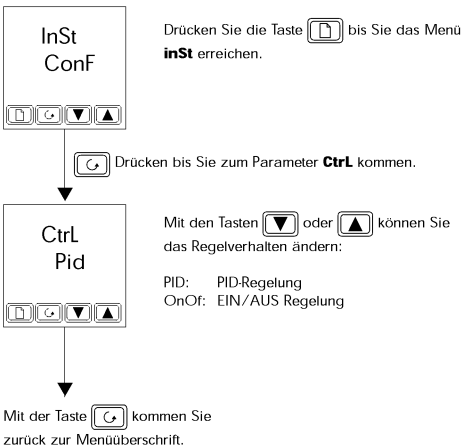 InSt
ConF
Drücken Sie die Taste bis Sie das Menü
inSt erreichen.
Drücken bis Sie zum Parameter CtrL kommen.
CtrL
Pid
Mit den Tasten oder können Sie
das Regelverhalten ändern:
PID: PID-Regelung
OnOf: EIN/AUS Regelung
Mit der Taste kommen Sie
zurück zur Menüüberschrift.